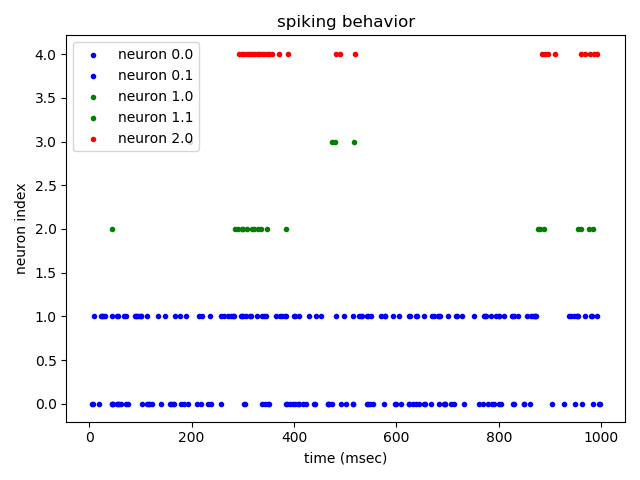 spiking behavior
neuron 0.0
neuron 0.1
neuron 1.0
neuron 1.1
neuron 2.0
4.0
3.5
3.0
2.5
2.0
1.5
1.0
0.5
0.0
neuron index
0 200 400 600 800 1000
time (msec)